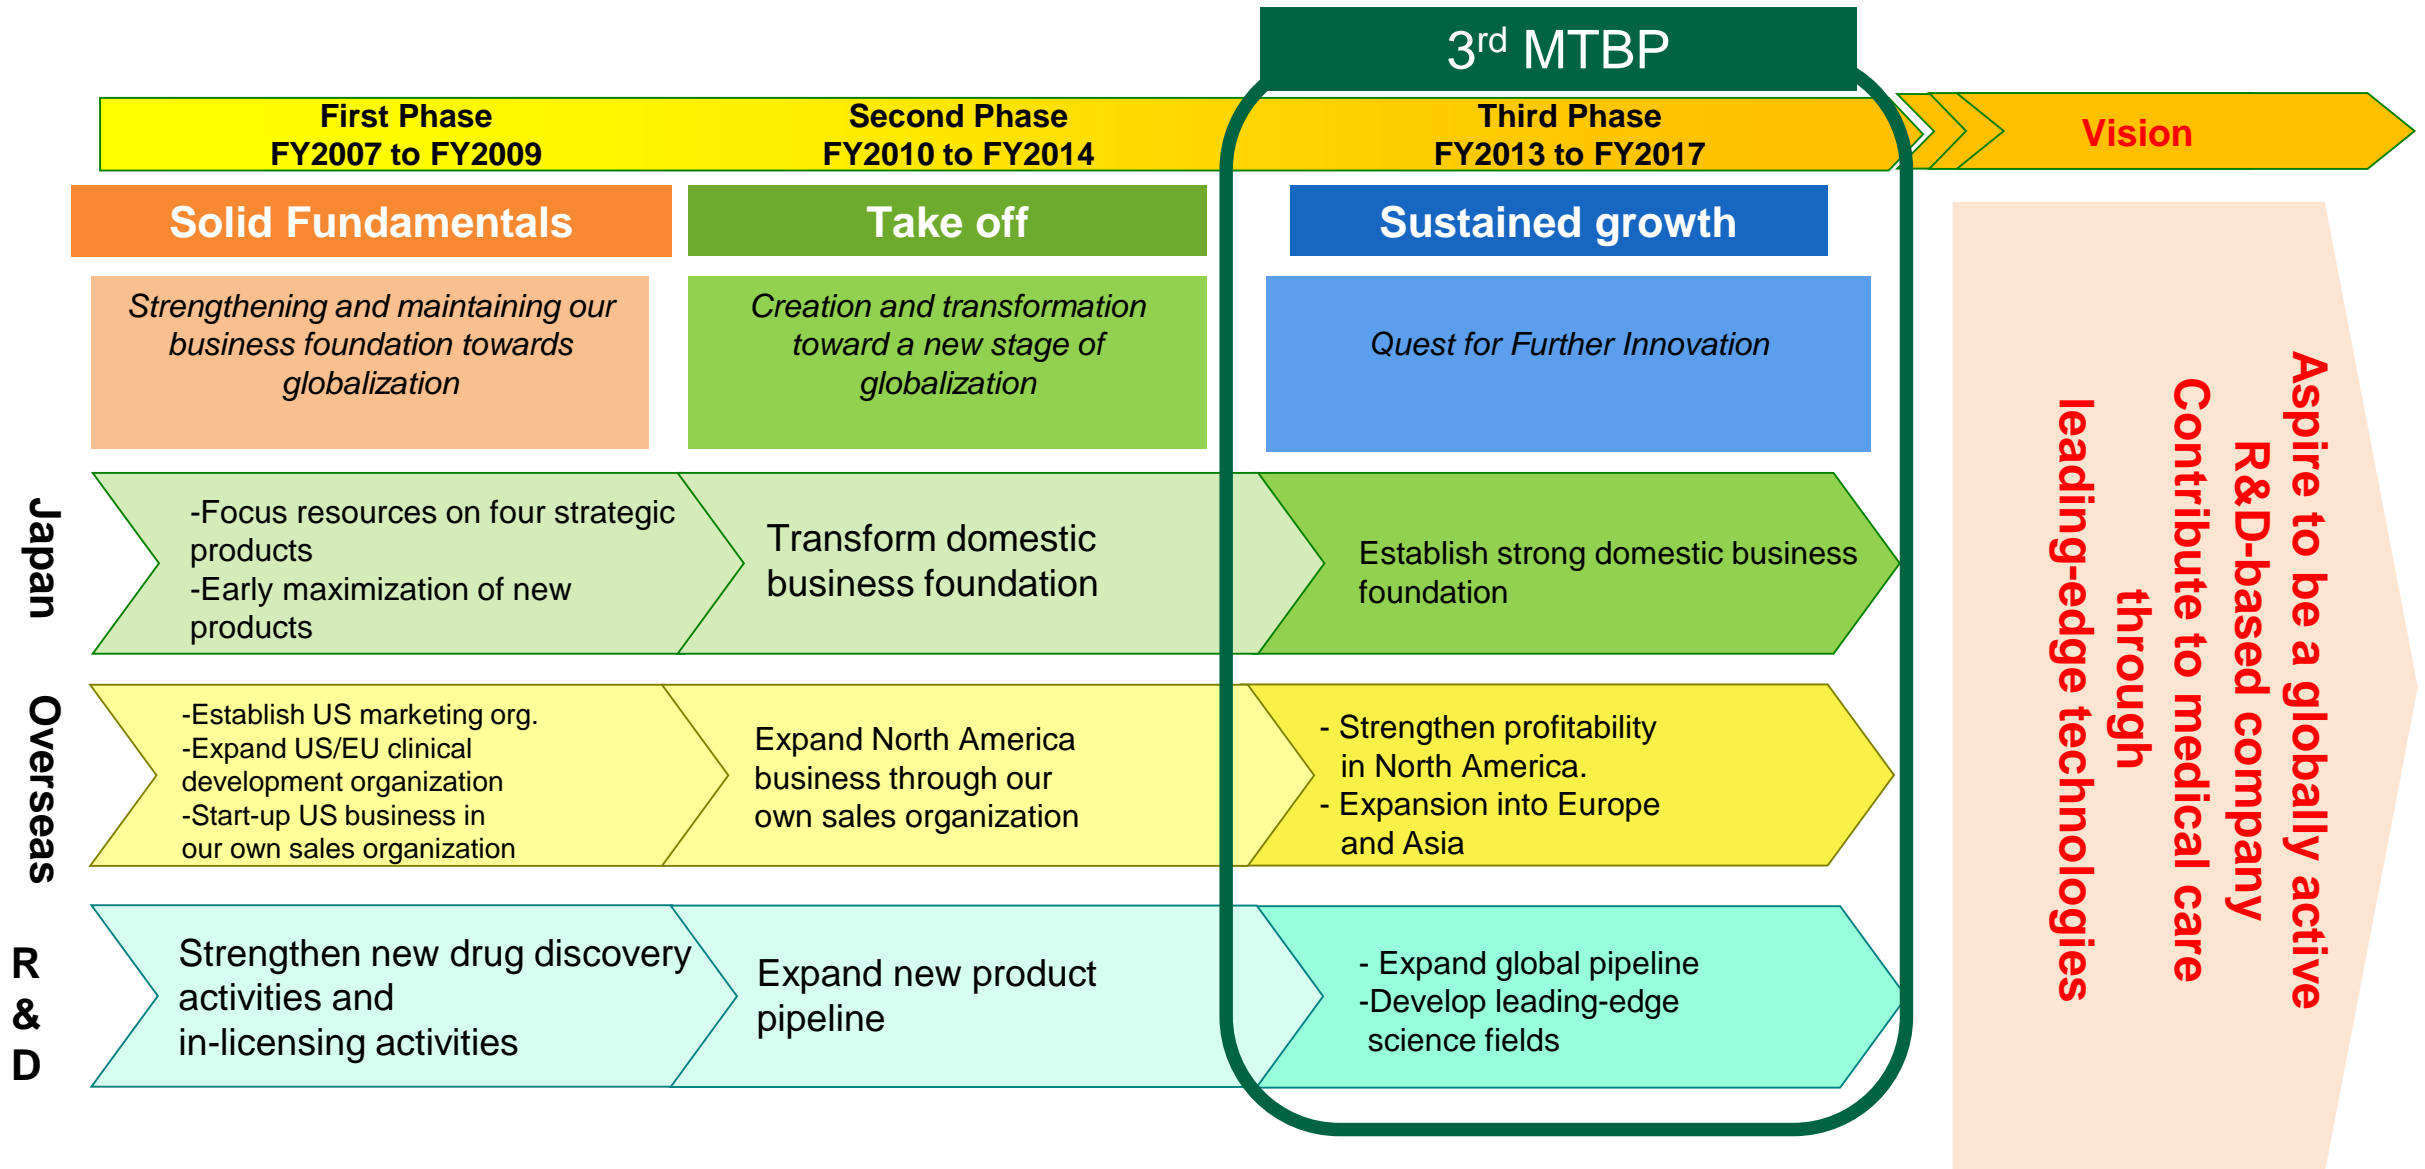 3rd MTBP
First Phase
FY2007 to FY2009
Second Phase
FY2010 to FY2014
Third Phase
FY2013 to FY2017
Vision
Solid Fundamentals
Take off
Sustained growth
Strengthening and maintaining our
business foundation towards
globalization
Creation and transformation
toward a new stage of
globalization
Quest for Further Innovation
Japan
-Focus resources on four strategic
products
-Early maximization of new
products
Transform domestic
business foundation
Establish strong domestic business
foundation
Overseas
-Establish US marketing org.
-Expand US/EU clinical
development organization
-Start-up US business in
our own sales organization
Expand North America
business through our
own sales organization
- Strengthen profitability
in North America.
- Expansion into Europe
and Asia
R
&
D
Strengthen new drug discovery
activities and
in-licensing activities
Expand new product
pipeline
- Expand global pipeline
-Develop leading-edge
science fields
Aspire to be a globally active
R&D-based company
Contribute to medical care
through
leading-edge technologies